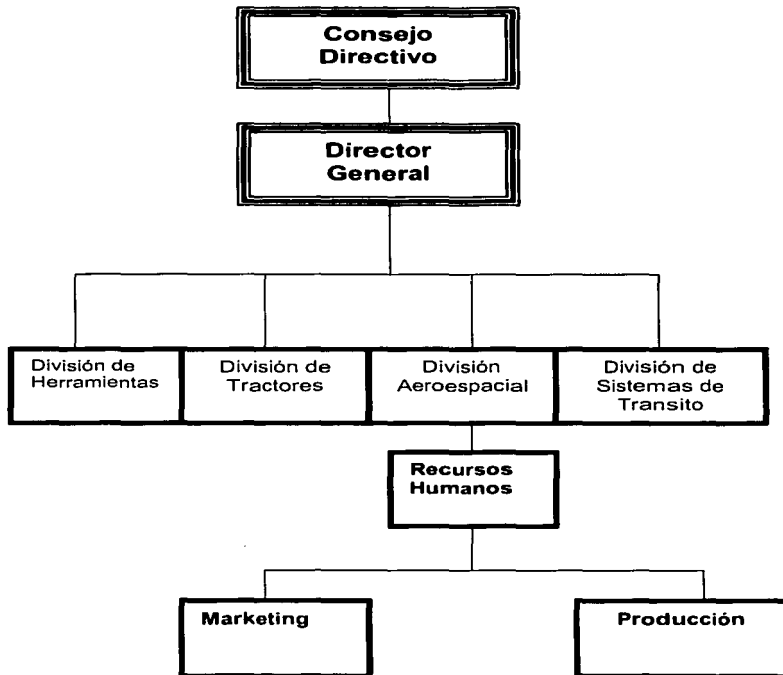 Consejo
Directivo
Director
General
División de
Herramientas
División de
Tractores
División
Aeroespacial
División de
Sistemas de
Transito
Recursos
Humanos
Marketing
Producción